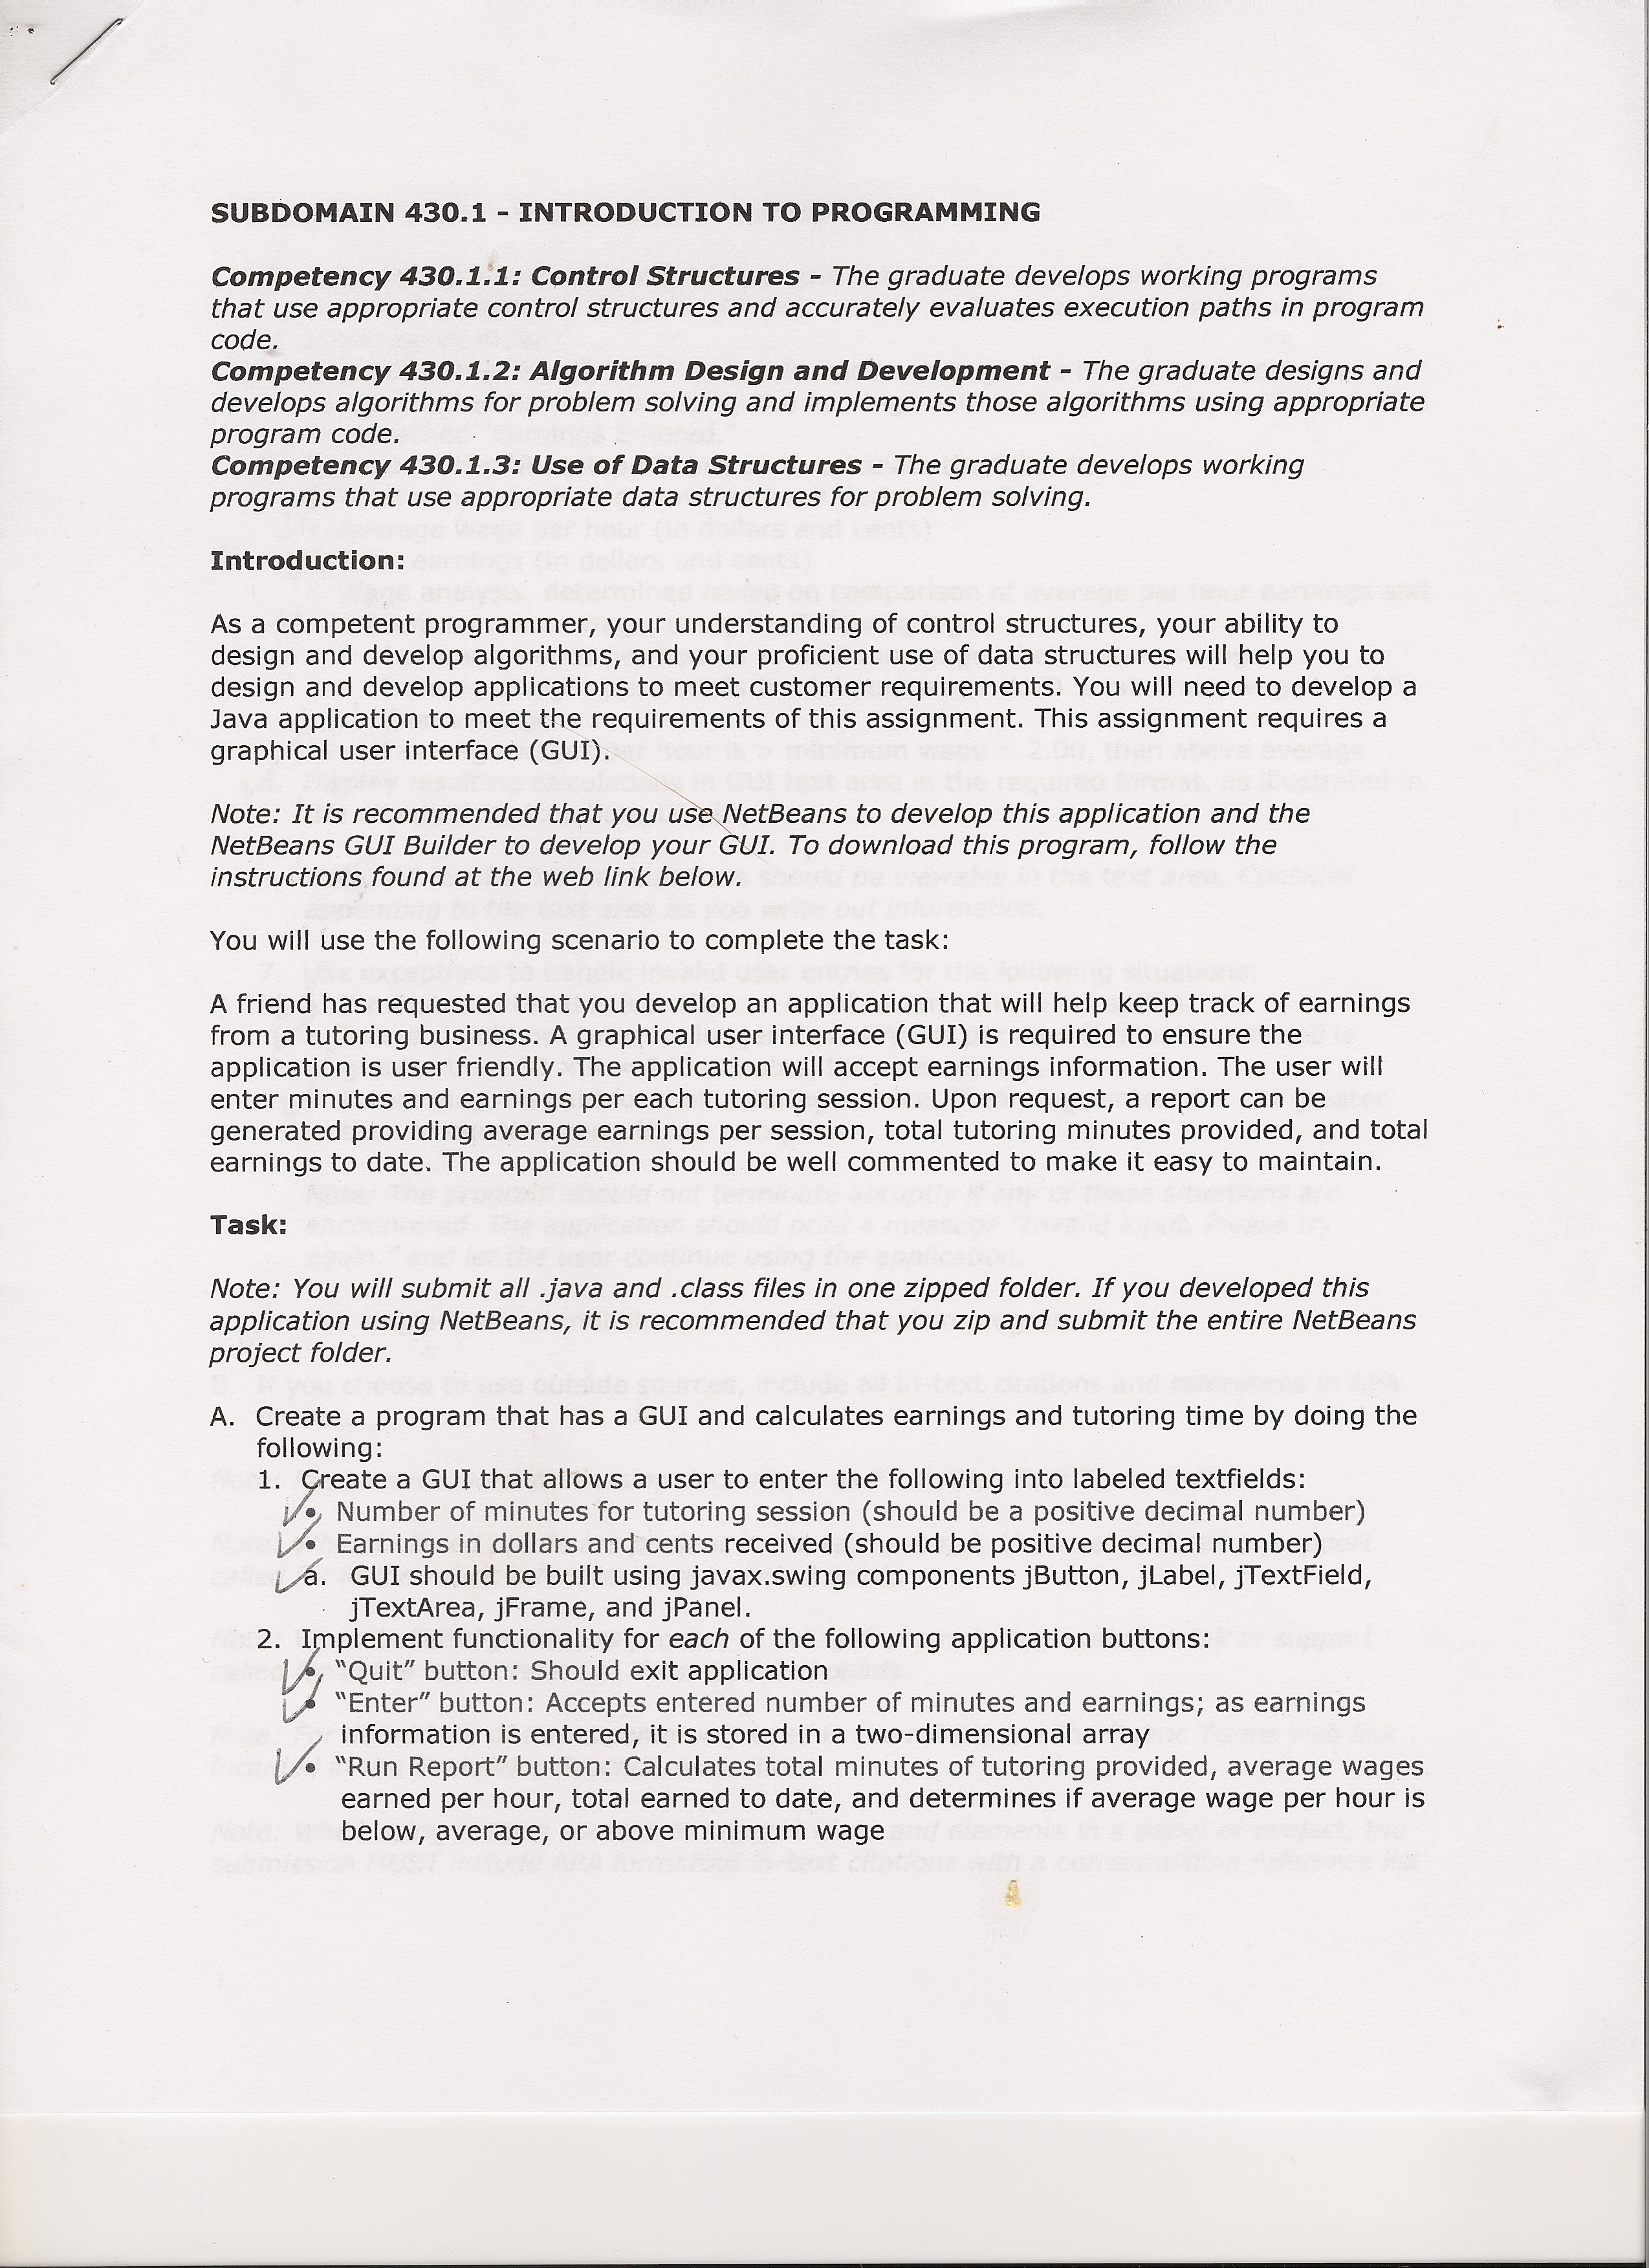 SUBDOMAIN 430.1 - INTRODUCTION TO PROGRAMMING
Competency 430.1.1: Control Structures - The graduate develops working programs
that use appropriate control structures and accurately evaluates execution paths in program
code.
Competency 430.1.2: Algorithm Design and Development - The graduate designs and
develops algorithms for problem solving and implements those algorithms using appropriate
program code.
Competency 430.1.3: Use of Data Structures - The graduate develops working
programs that use appropriate data structures for problem solving.
Introduction:
As a competent programmer, your understanding of control structures, your ability to
design and develop algorithms, and your proficient use of data structures will help you to
design and develop applications to meet customer requirements. You will need to develop a
Java application to meet the requirements of this assignment. This assignment requires a
graphical user interface (GUI).
Note: It is recommended that you use NetBeans to develop this application and the
NetBeans GUI Builder to develop your GUI. To download this program, follow the
instructions found at the web link below.
You will use the following scenario to complete the task:
A friend has requested that you develop an application that will help keep track of earnings
from a tutoring business. A graphical user interface (GUI) is required to ensure the
application is user friendly. The application will accept earnings information. The user will
enter minutes and earnings per each tutoring session. Upon request, a report can be
generated providing average earnings per session, total tutoring minutes provided, and total
earnings to date. The application should be well commented to make it easy to maintain.
Task:
Note: You will submit all .java and .class files in one zipped folder. If you developed this
application using NetBeans, it is recommended that you zip and submit the entire NetBeans
project folder.
A. Create a program that has a GUI and calculates earnings and tutoring time by doing the
following:
1. Create a GUI that allows a user to enter the following into labeled textfields:
• Number of minutes for tutoring session (should be a positive decimal number)
• Earnings in dollars and cents received (should be positive decimal number)
a. GUI should be built using javax.swing components jButton, jLabel, jTextField,
jTextArea, jFrame, and jPanel.
2. Implement functionality for each of the following application buttons:
• “Quit” button: Should exit application
• “Enter” button: Accepts entered number of minutes and earnings; as earnings
information is entered, it is stored in a two-dimensional array
• “Run Report” button: Calculates total minutes of tutoring provided, average wages
earned per hour, total earned to date, and determines if average wage per hour is
below, average, or above minimum wage